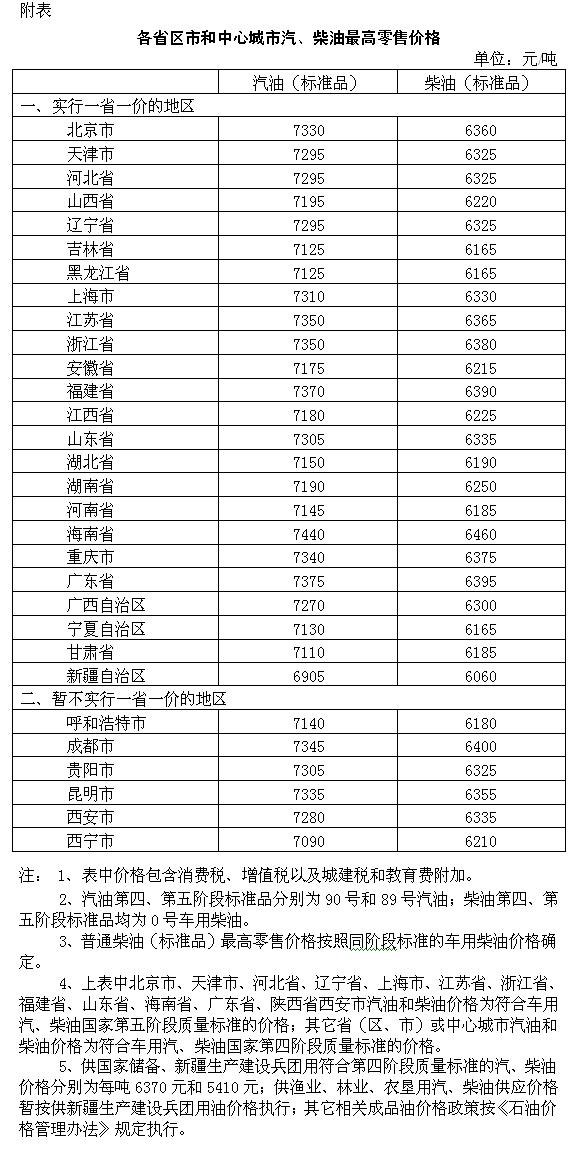 附表
各省区市和中心城市汽、柴油最高零售价格
单位：元/吨
汽油（标准品） 柴油（标准品）
一、实行一省一价的地区
北京市 7330 6360
天津市 7295 6325
河北省 7295 6325
山西省 7195 6220
辽宁省 7295 6325
吉林省 7125 6165
黑龙江省 7125 6165
上海市 7310 6330
江苏省 7350 6365
浙江省 7350 6380
安徽省 7175 6215
福建省 7370 6390
江西省 7180 6225
山东省 7305 6335
湖北省 7150 6190
湖南省 7190 6250
河南省 7145 6185
海南省 7440 6460
重庆市 7340 6375
广东省 7375 6395
广西自治区 7270 6300
宁夏自治区 7130 6165
甘肃省 7110 6185
新疆自治区 6905 6060
二、暂不实行一省一价的地区
呼和浩特市 7140 6180
成都市 7345 6400
贵阳市 7305 6325
昆明市 7335 6355
西安市 7280 6335
西宁市 7090 6210
注： 1、表中价格包含消费税、增值税以及城建税和教育费附加。
2、汽油第四、第五阶段标准品分别为 90 号和 89 号汽油；柴油第四、第
五阶段标准品均为 0 号车用柴油。
3、普通柴油（标准品）最高零售价格按照同阶段标准的车用柴油价格确
定。
4、上表中北京市、天津市、河北省、辽宁省、上海市、江苏省、浙江省、
福建省、山东省、海南省、广东省、陕西省西安市汽油和柴油价格为符合车用
汽、柴油国家第五阶段质量标准的价格；其它省（区、市）或中心城市汽油和
柴油价格为符合车用汽、柴油国家第四阶段质量标准的价格。
5、供国家储备、新疆生产建设兵团用符合第四阶段质量标准的汽、柴油
价格分别为每吨 6370 元和 5410 元；供渔业、林业、农垦用汽、柴油供应价格
暂按供新疆生产建设兵团用油价格执行；其它相关成品油价格政策按《石油价
格管理办法》规定执行。